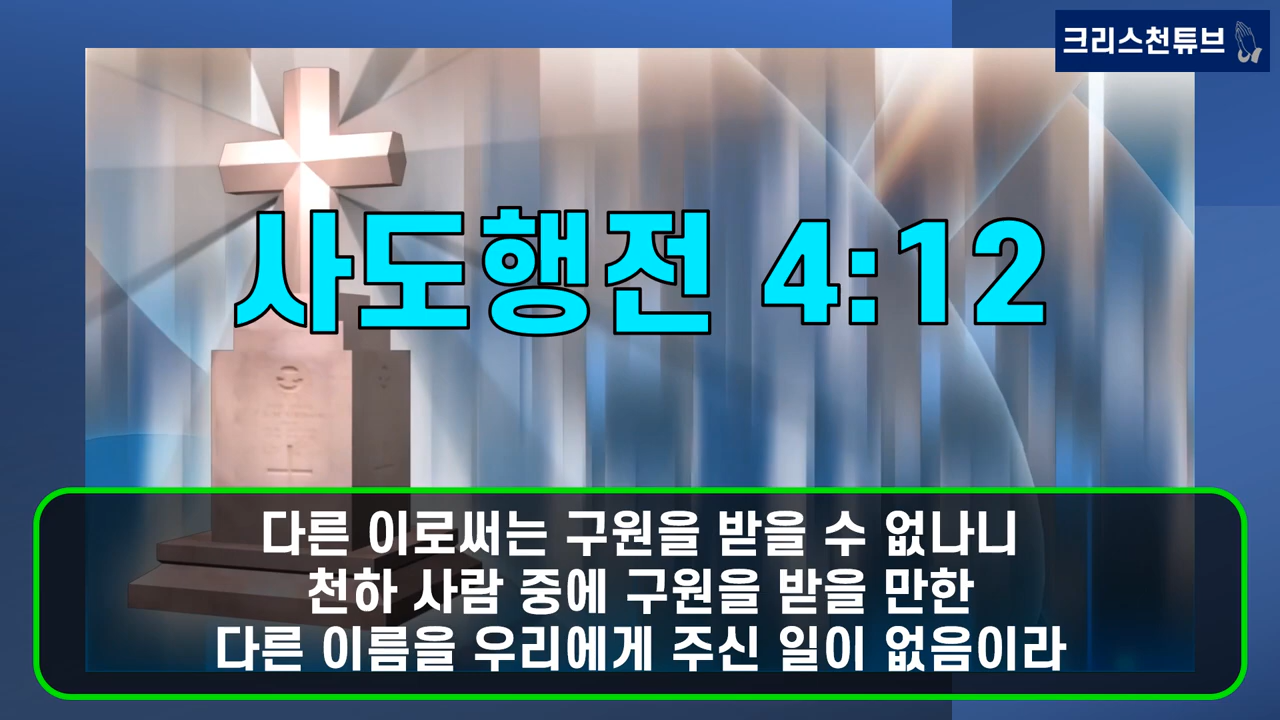 크리스천튜브
사도행전 4:12
다른 이로써는 구원을 받을 수 없나니
천하 사람 중에 구원을 받을 만한
다른 이름을 우리에게 주신 일이 없음이라